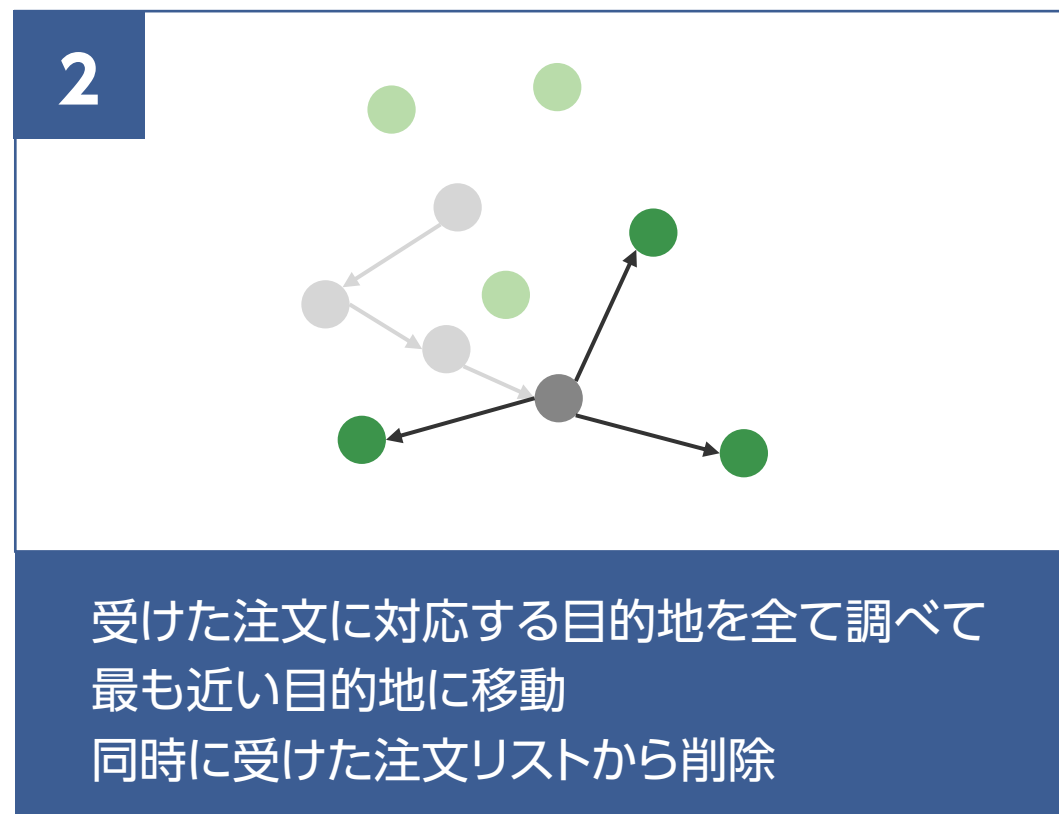 2
受けた注文に対応する目的地を全て調べて
最も近い目的地に移動
同時に受けた注文リストから削除